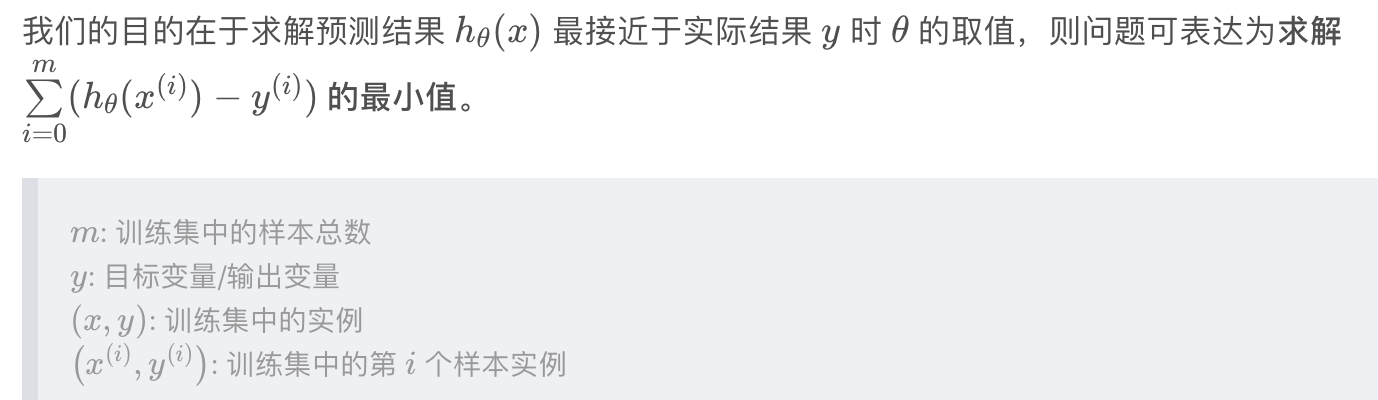 我们的目的在于求解预测结果 $h_\theta(x)$ 最接近于实际结果 $y$ 时 $\theta$ 的取值，则问题可表达为求解
$\sum\limits_{i=0}^{m}(h_\theta(x^{(i)}) - y^{(i)})$ 的最小值。
$m$: 训练集中的样本总数
$y$: 目标变量/输出变量
$(x, y)$: 训练集中的实例
$(x^{(i)}, y^{(i)})$: 训练集中的第 $i$ 个样本实例